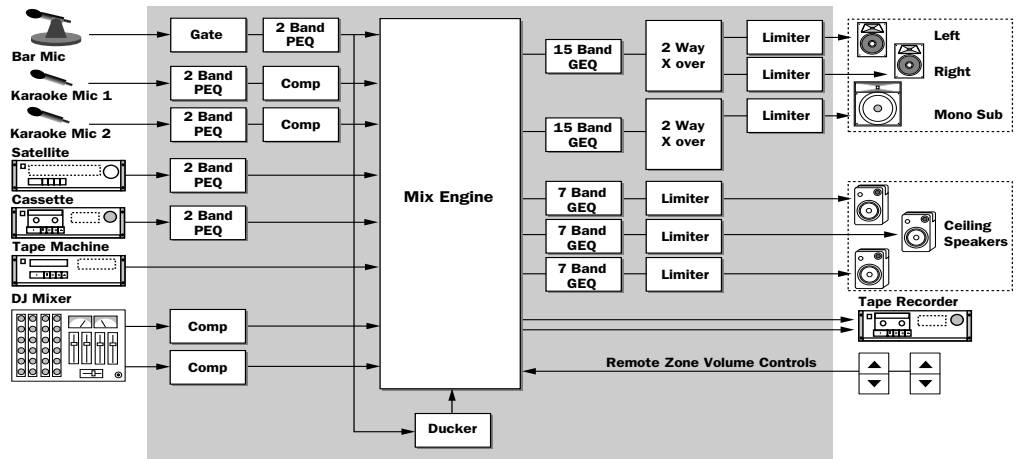 Bar Mic
Gate
2 Band
PEQ
Karaoke Mic 1
2 Band
PEQ
Comp
Karaoke Mic 2
2 Band
PEQ
Comp
Satellite
2 Band
PEQ
Cassette
2 Band
PEQ
Tape Machine
DJ Mixer
Comp
Comp
Mix Engine
Ducker
15 Band
GEQ
2 Way
X over
Limiter
Limiter
15 Band
GEQ
2 Way
X over
Limiter
Left
Right
Mono Sub
7 Band
GEQ
Limiter
7 Band
GEQ
Limiter
7 Band
GEQ
Limiter
Ceiling
Speakers
Tape Recorder
Remote Zone Volume Controls